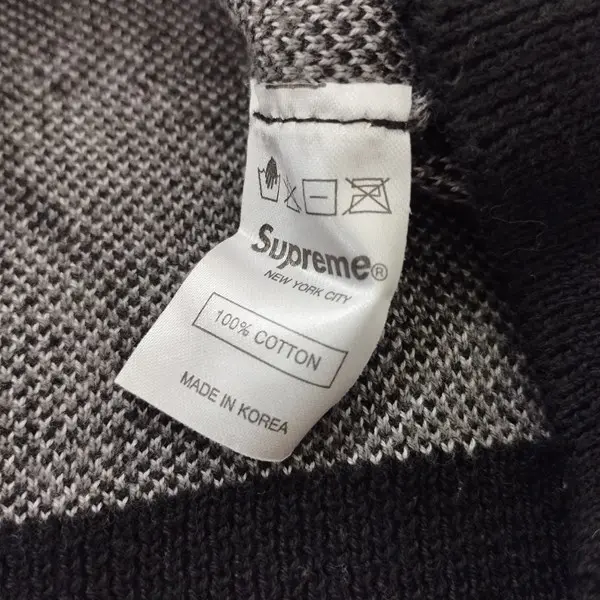 Supreme®
NEW YORK CITY
100% COTTON
MADE IN KOREA